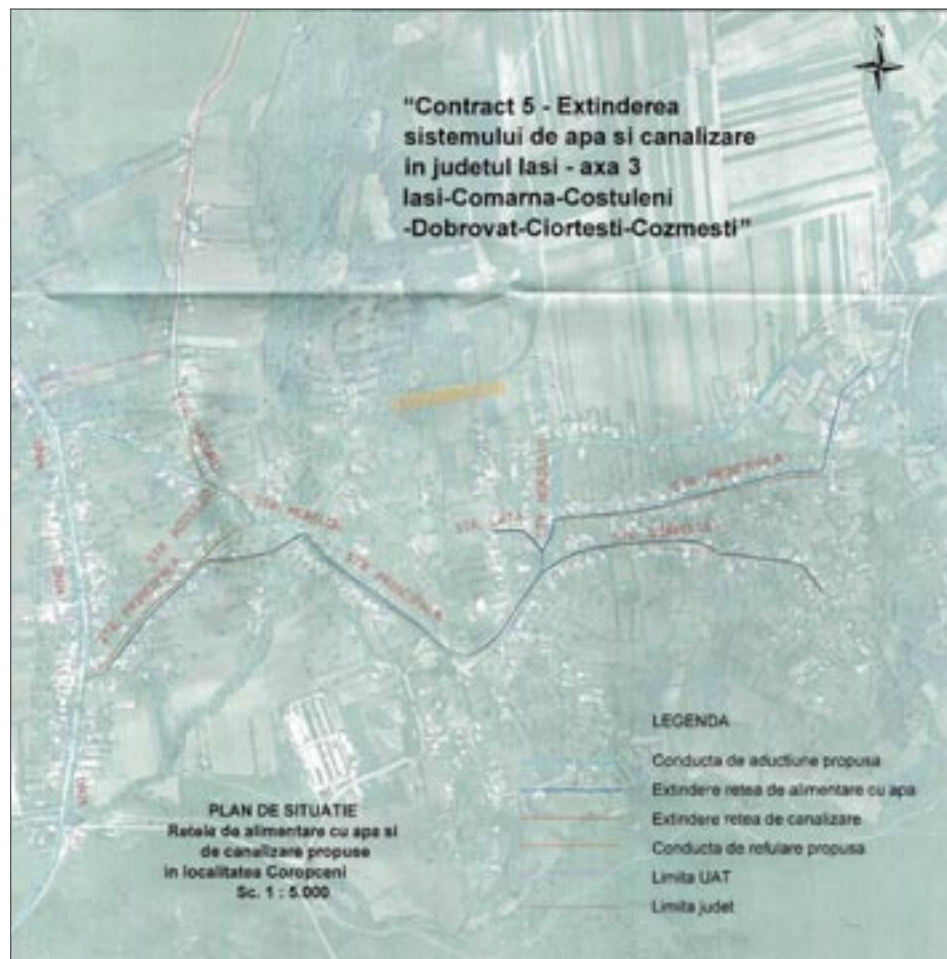 N
"Contract 5 - Extinderea
sistemului de apa si canalizare
in judetul Iasi - axa 3
Iasi-Comarna-Costuleni
-Dobrovat-Ciortesti-Cozmesti"
STR. PRINCIPALA
STR. LATA
STR. PRINCIPALA
STR. PRINCIPALA
LEGENDA
Conducta de aductiune propusa
Extindere retea de alimentare cu apa
Extindere retea de canalizare
Conducta de refulare propusa
Limita UAT
Limita judet
PLAN DE SITUATIE
Retele de alimentare cu apa si
de canalizare propuse
in localitatea Coropceni
Sc. 1 : 5.000